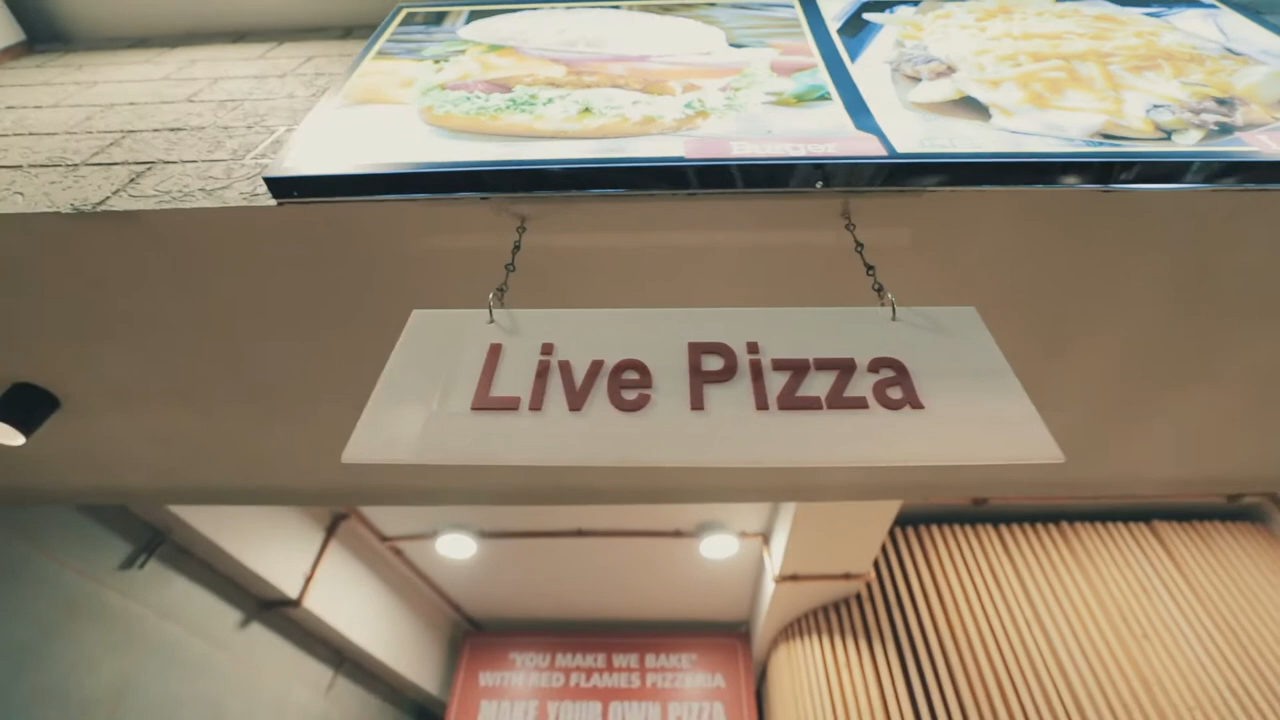 Burger
Live Pizza
"YOU MAKE WE BAKE"
WITH RED FLAMES PIZZERIA
MAKE YOUR OWN PIZZA